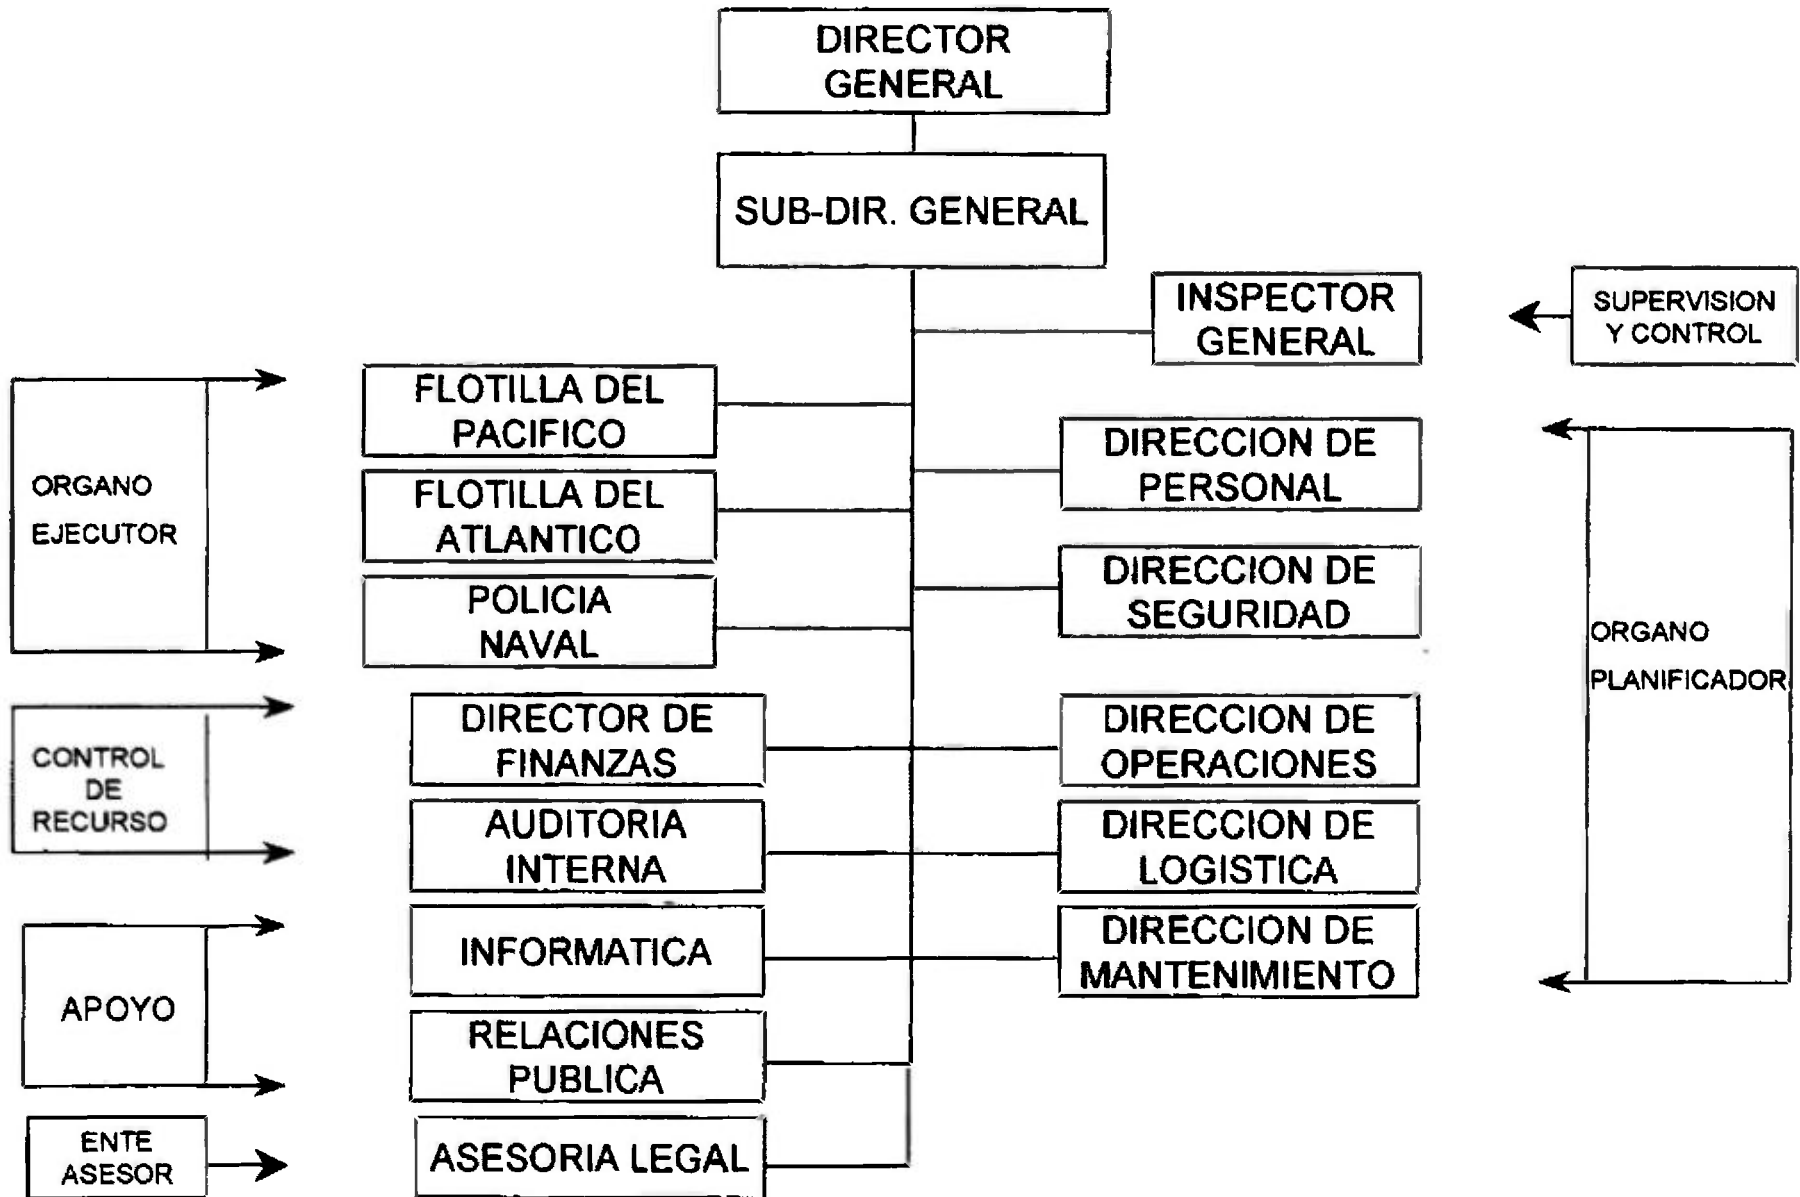 DIRECTOR
GENERAL
SUB-DIR. GENERAL
INSPECTOR
GENERAL
SUPERVISION
Y CONTROL
ORGANO
EJECUTOR
FLOTILLA DEL
PACIFICO
FLOTILLA DEL
ATLANTICO
POLICIA
NAVAL
DIRECCION DE
PERSONAL
DIRECCION DE
SEGURIDAD
ORGANO
PLANIFICADOR
CONTROL
DE
RECURSO
DIRECTOR DE
FINANZAS
AUDITORIA
INTERNA
DIRECCION DE
OPERACIONES
DIRECCION DE
LOGISTICA
APOYO
INFORMATICA
RELACIONES
PUBLICA
DIRECCION DE
MANTENIMIENTO
ENTE
ASESOR
ASESORIA LEGAL